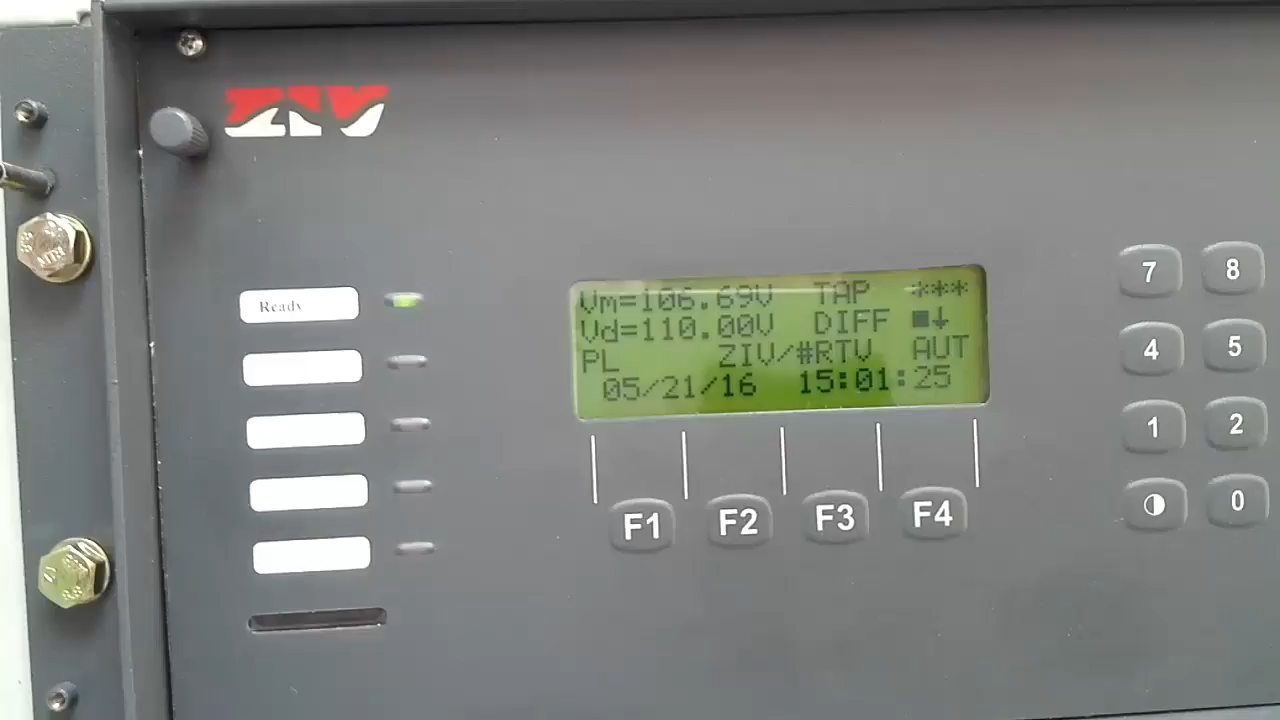 ZIV
Ready
Vm=106.69V TAP ***
Vd=110.00V DIFF ■↓
PL ZIV/#RTV AUT
05/21/16 15:01:25
F1 F2 F3 F4
7 8
4 5
1 2
0